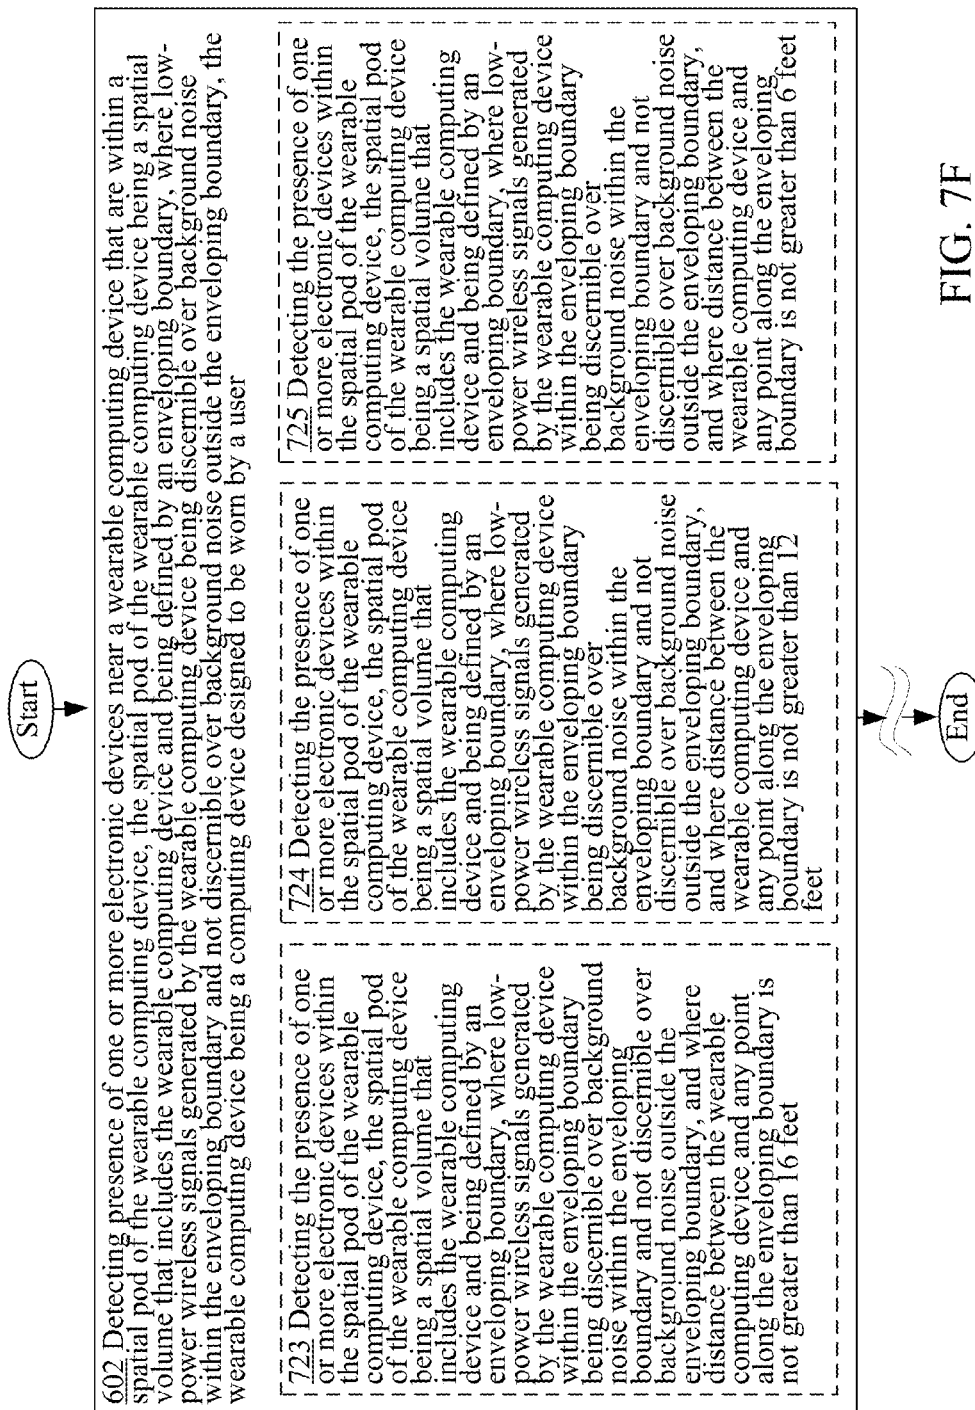 Start
602 Detecting presence of one or more electronic devices near a wearable computing device that are within a
spatial pod of the wearable computing device, the spatial pod of the wearable computing device being a spatial
volume that includes the wearable computing device and being defined by an enveloping boundary, where low-
power wireless signals generated by the wearable computing device being discernible over background noise
within the enveloping boundary and not discernible over background noise outside the enveloping boundary, the
wearable computing device being a computing device designed to be worn by a user
723 Detecting the presence of one
or more electronic devices within
the spatial pod of the wearable
computing device, the spatial pod
of the wearable computing device
being a spatial volume that
includes the wearable computing
device and being defined by an
enveloping boundary, where low-
power wireless signals generated
by the wearable computing device
within the enveloping boundary
being discernible over background
noise within the enveloping
boundary and not discernible over
background noise outside the
enveloping boundary, and where
distance between the wearable
computing device and any point
along the enveloping boundary is
not greater than 16 feet
724 Detecting the presence of one
or more electronic devices within
the spatial pod of the wearable
computing device, the spatial pod
of the wearable computing device
being a spatial volume that
includes the wearable computing
device and being defined by an
enveloping boundary, where low-
power wireless signals generated
by the wearable computing device
within the enveloping boundary
being discernible over
background noise within the
enveloping boundary and not
discernible over background noise
outside the enveloping boundary,
and where distance between the
wearable computing device and
any point along the enveloping
boundary is not greater than 12
feet
725 Detecting the presence of one
or more electronic devices within
the spatial pod of the wearable
computing device, the spatial pod
of the wearable computing device
being a spatial volume that
includes the wearable computing
device and being defined by an
enveloping boundary, where low-
power wireless signals generated
by the wearable computing device
within the enveloping boundary
being discernible over
background noise within the
enveloping boundary and not
discernible over background noise
outside the enveloping boundary,
and where distance between the
wearable computing device and
any point along the enveloping
boundary is not greater than 6 feet
End
FIG. 7F